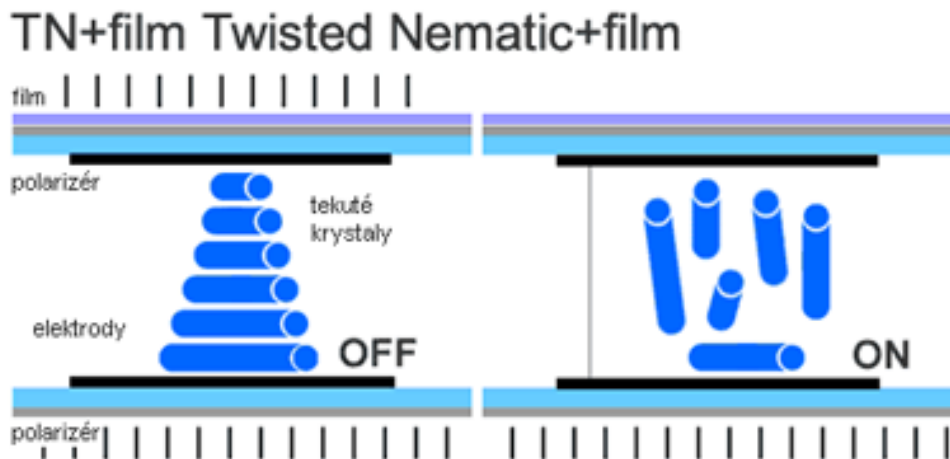 TN+film Twisted Nematic+film
film
polarizér
tekuté
krystaly
elektrody
OFF
ON
polarizér